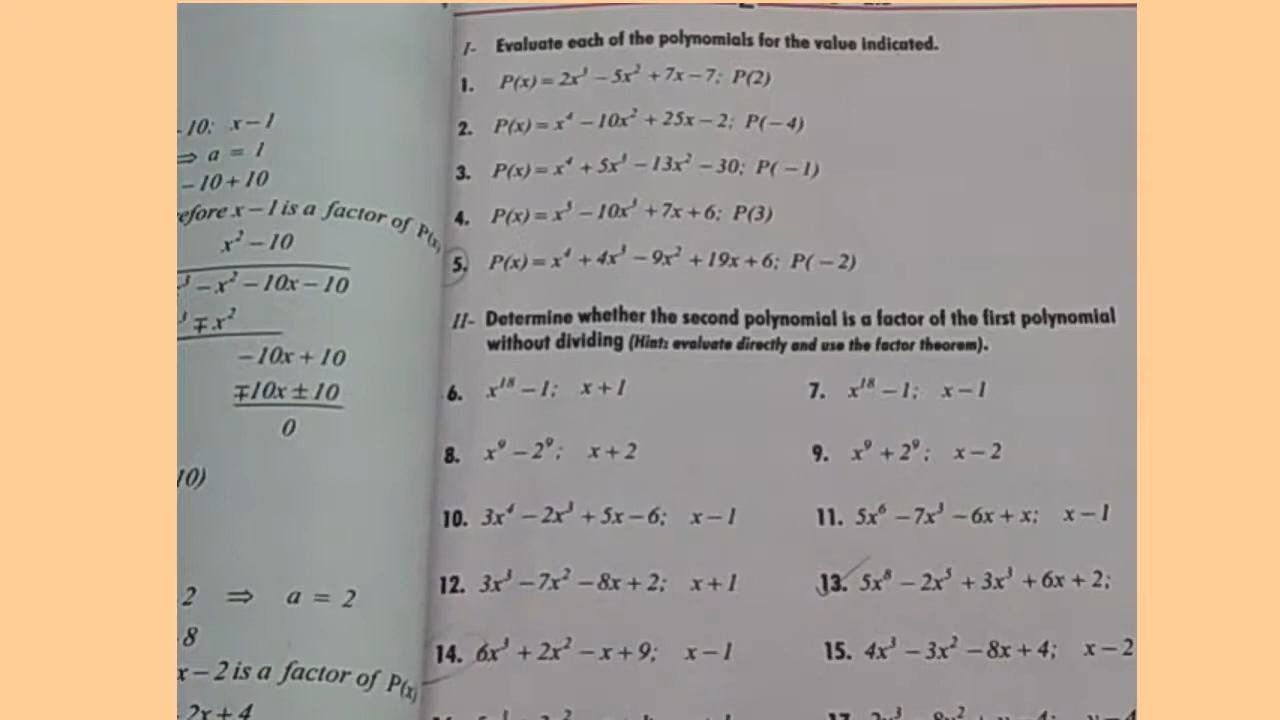 -10; x-1
⇒ a = 1
-10+10
efore x-1 is a factor of P(x)
x² -10
³ -x² -10x -10
³ ∓x²
-10x + 10
∓10x ± 10
0
10)
2 ⇒ a = 2
8
x-2 is a factor of P(x)
2x+4
I- Evaluate each of the polynomials for the value indicated.
1. P(x) = 2x³ - 5x² + 7x - 7; P(2)
2. P(x) = x⁴ - 10x² + 25x - 2; P(-4)
3. P(x) = x⁴ + 5x³ - 13x² - 30; P(-1)
4. P(x) = x⁵ - 10x³ + 7x + 6; P(3)
5. P(x) = x⁴ + 4x³ - 9x² + 19x + 6; P(-2)
II- Determine whether the second polynomial is a factor of the first polynomial
without dividing (Hint: evaluate directly and use the factor theorem).
6. x¹⁸ - 1; x+1 7. x¹⁸ - 1; x-1
8. x⁹ - 2⁹; x+2 9. x⁹ + 2⁹; x-2
10. 3x⁴ - 2x³ + 5x - 6; x-1 11. 5x⁶ - 7x³ - 6x + x; x-1
12. 3x³ - 7x² - 8x + 2; x+1 13. 5x⁸ - 2x⁵ + 3x³ + 6x + 2;
14. 6x³ + 2x² - x + 9; x-1 15. 4x³ - 3x² - 8x + 4; x-2